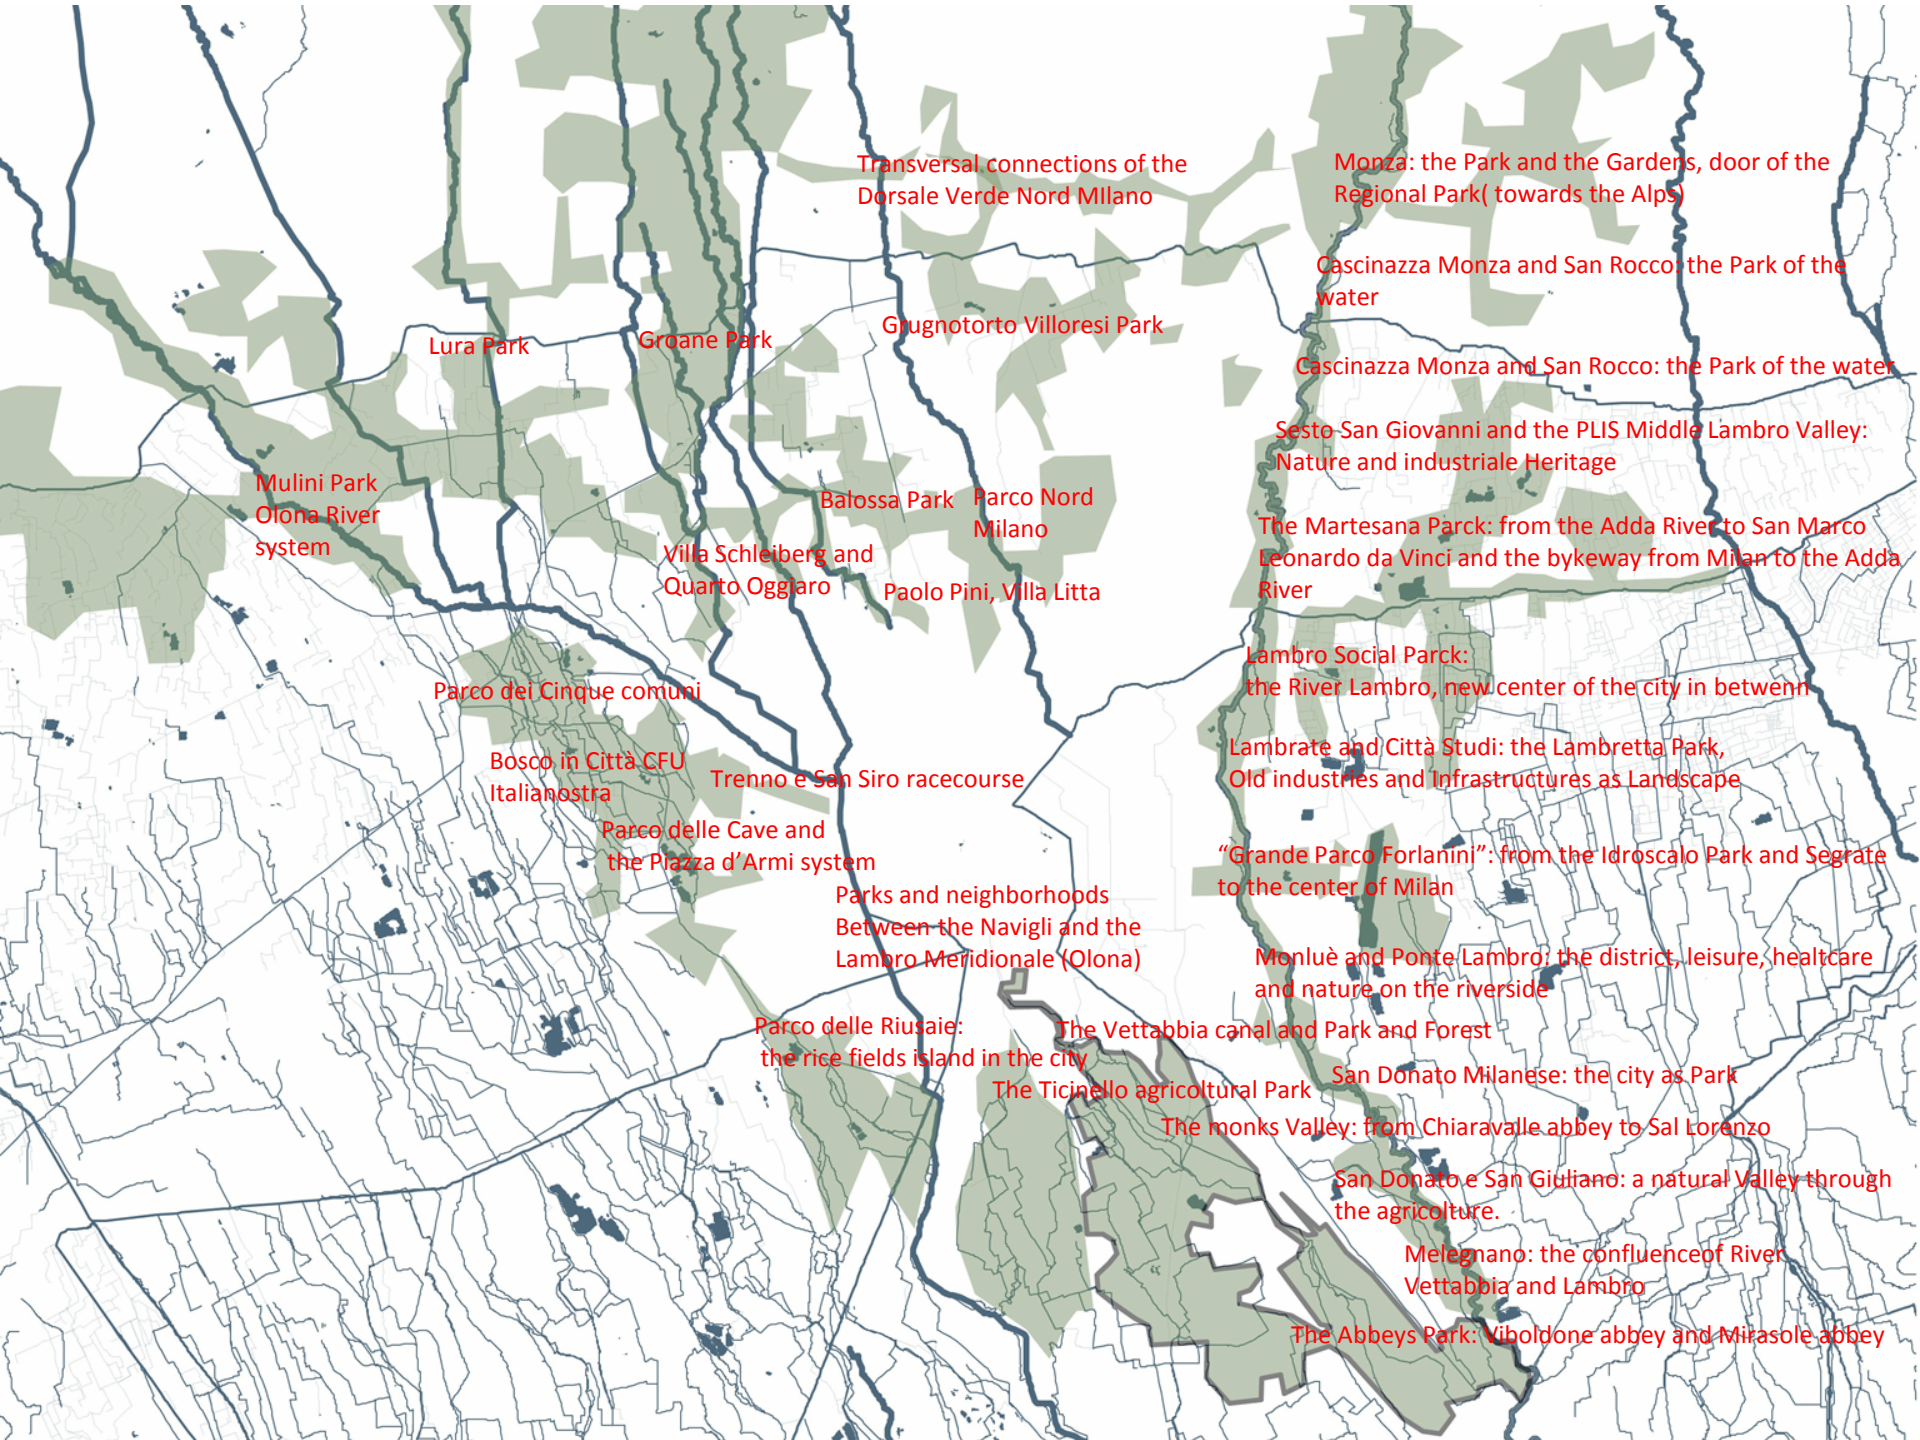 Transversal connections of the
Dorsale Verde Nord MIlano
Monza: the Park and the Gardens, door of the
Regional Park( towards the Alps)
Cascinazza Monza and San Rocco: the Park of the
water
Grugnotorto Villoresi Park
Lura Park
Groane Park
Cascinazza Monza and San Rocco: the Park of the water
Sesto San Giovanni and the PLIS Middle Lambro Valley:
Nature and industriale Heritage
Mulini Park
Olona River
system
Balossa Park
Parco Nord
Milano
The Martesana Parck: from the Adda River to San Marco
Leonardo da Vinci and the bykeway from Milan to the Adda
River
Villa Schleiberg and
Quarto Oggiaro
Paolo Pini, Villa Litta
Lambro Social Parck:
the River Lambro, new center of the city in betwenn
Parco dei Cinque comuni
Bosco in Città CFU
Italianostra
Trenno e San Siro racecourse
Lambrate and Città Studi: the Lambretta Park,
Old industries and Infrastructures as Landscape
Parco delle Cave and
the Piazza d’Armi system
“Grande Parco Forlanini”: from the Idroscalo Park and Segrate
to the center of Milan
Parks and neighborhoods
Between the Navigli and the
Lambro Meridionale (Olona)
Monluè and Ponte Lambro: the district, leisure, healtcare
and nature on the riverside
Parco delle Riusaie:
the rice fields island in the city
The Vettabbia canal and Park and Forest
The Ticinello agricoltural Park
San Donato Milanese: the city as Park
The monks Valley: from Chiaravalle abbey to Sal Lorenzo
San Donato e San Giuliano: a natural Valley through
the agricolture.
Melegnano: the confluenceof River
Vettabbia and Lambro
The Abbeys Park: Viboldone abbey and Mirasole abbey